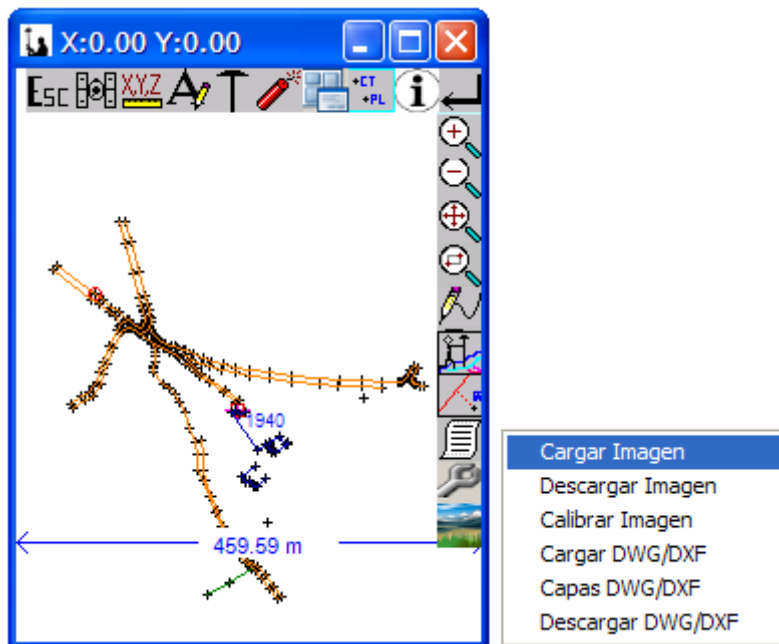 X:0.00 Y:0.00
Esc X,Y,Z A T +CT +PL i
1940
459.59 m
Cargar Imagen
Descargar Imagen
Calibrar Imagen
Cargar DWG/DXF
Capas DWG/DXF
Descargar DWG/DXF